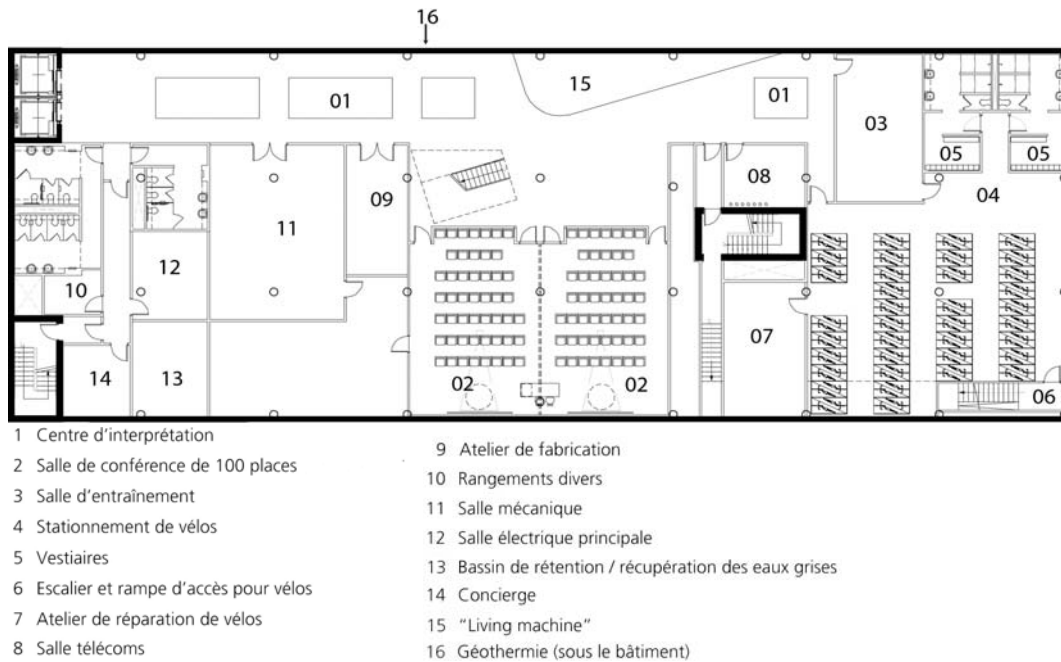 16
01
15
01
03
05
05
04
08
09
11
12
10
07
02
02
06
14
13
1 Centre d'interprétation
2 Salle de conférence de 100 places
3 Salle d'entraînement
4 Stationnement de vélos
5 Vestiaires
6 Escalier et rampe d'accès pour vélos
7 Atelier de réparation de vélos
8 Salle télécoms
9 Atelier de fabrication
10 Rangements divers
11 Salle mécanique
12 Salle électrique principale
13 Bassin de rétention / récupération des eaux grises
14 Concierge
15 "Living machine"
16 Géothermie (sous le bâtiment)